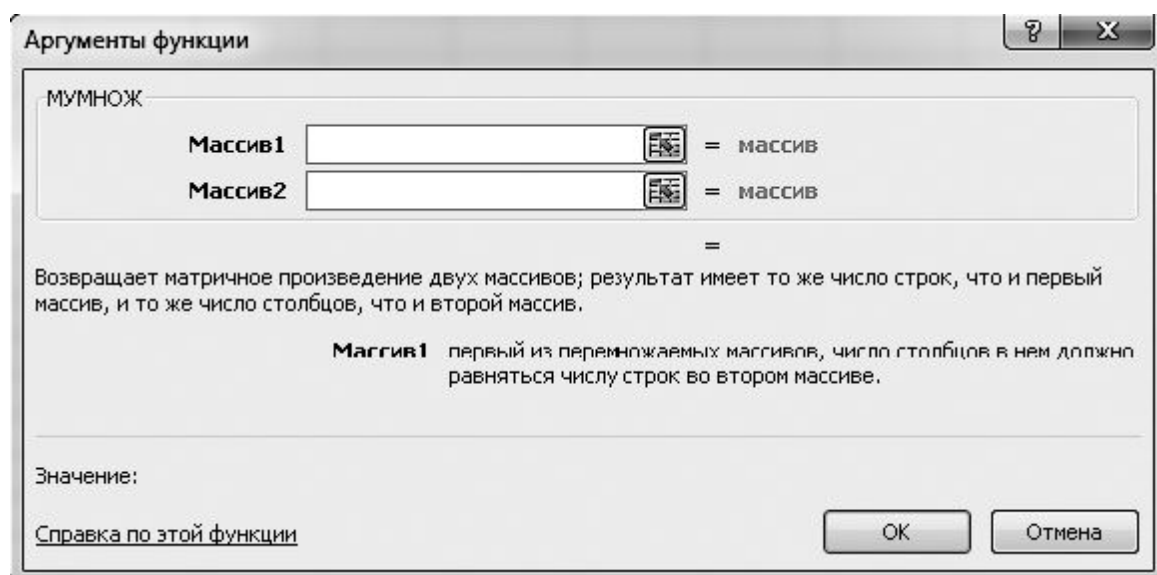 Аргументы функции
? X
МУМНОЖ
Массив1 = массив
Массив2 = массив
=
Возвращает матричное произведение двух массивов; результат имеет то же число строк, что и первый
массив, и то же число столбцов, что и второй массив.
Массив1 первый из перемножаемых массивов, число столбцов в нем должно
равняться числу строк во втором массиве.
Значение:
Справка по этой функции
ОК Отмена